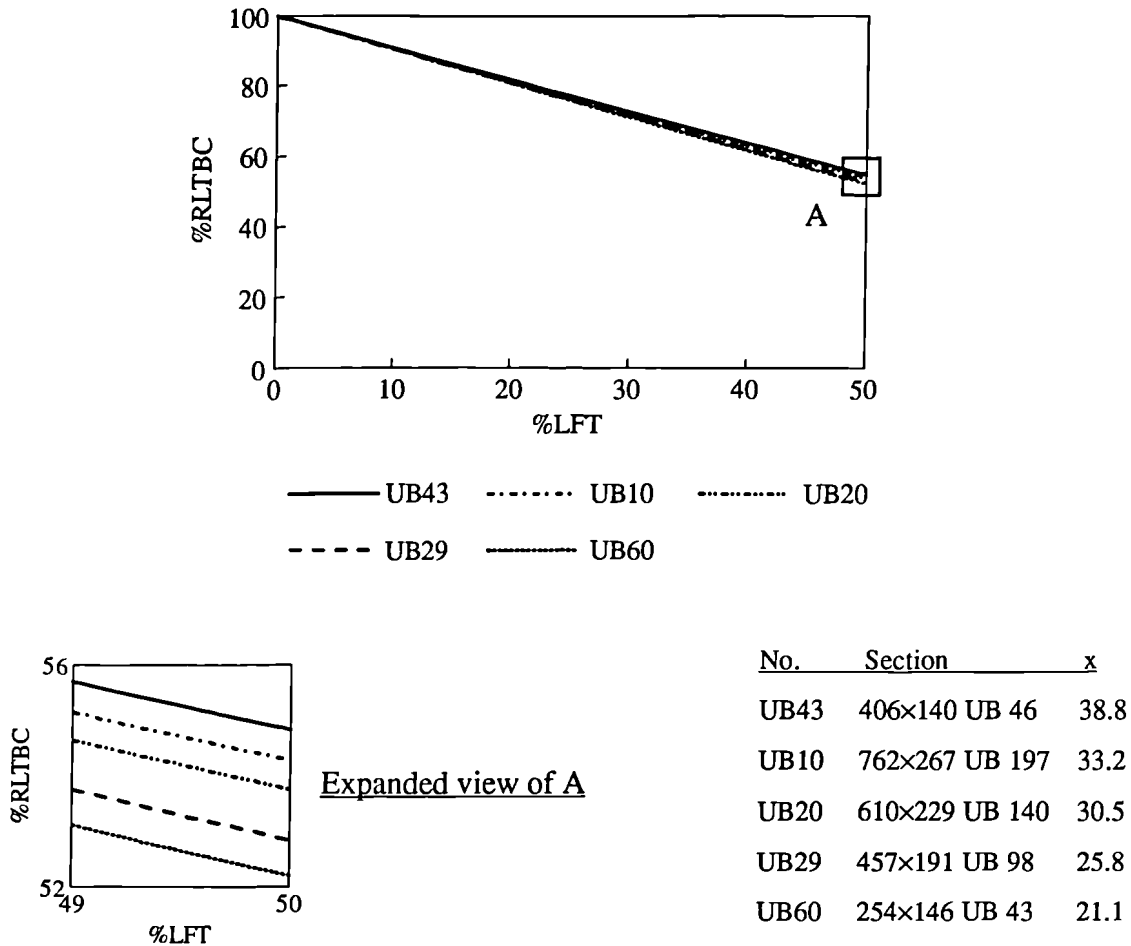 100
80
60
40
20
0
%RLTBC
A
0 10 20 30 40 50
%LFT
UB43 UB10 UB20
UB29 UB60
56
52
%RLTBC
49 50
%LFT
Expanded view of A
No. Section x
UB43 406×140 UB 46 38.8
UB10 762×267 UB 197 33.2
UB20 610×229 UB 140 30.5
UB29 457×191 UB 98 25.8
UB60 254×146 UB 43 21.1